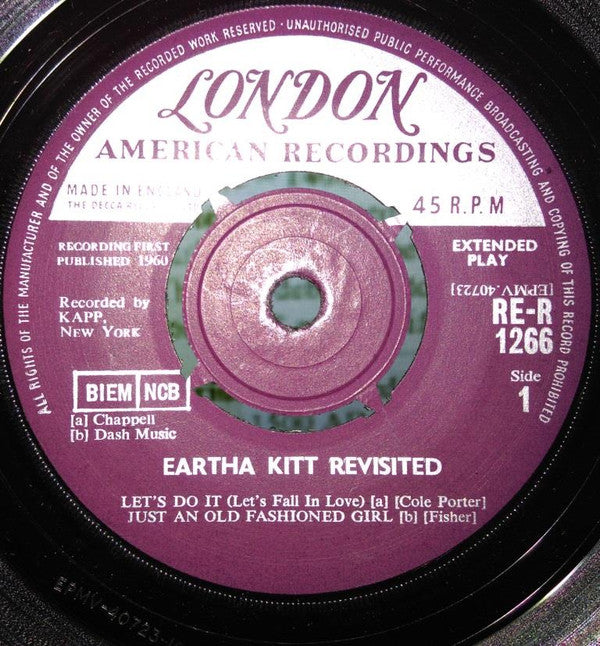 ALL RIGHTS OF THE MANUFACTURER AND OF THE OWNER OF THE RECORDED WORK RESERVED · UNAUTHORISED PUBLIC PERFORMANCE BROADCASTING AND COPYING OF THIS RECORD PROHIBITED
LONDON
AMERICAN RECORDINGS
MADE IN ENGLAND
THE DECCA
45 R.P.M
RECORDING FIRST
PUBLISHED 1960
EXTENDED
PLAY
[EPMV.40723]
Recorded by
KAPP,
NEW YORK
RE-R
1266
Side
1
BIEM NCB
[a] Chappell
[b] Dash Music
EARTHA KITT REVISITED
LET'S DO IT (Let's Fall In Love) [a] [Cole Porter]
JUST AN OLD FASHIONED GIRL [b] [Fisher]